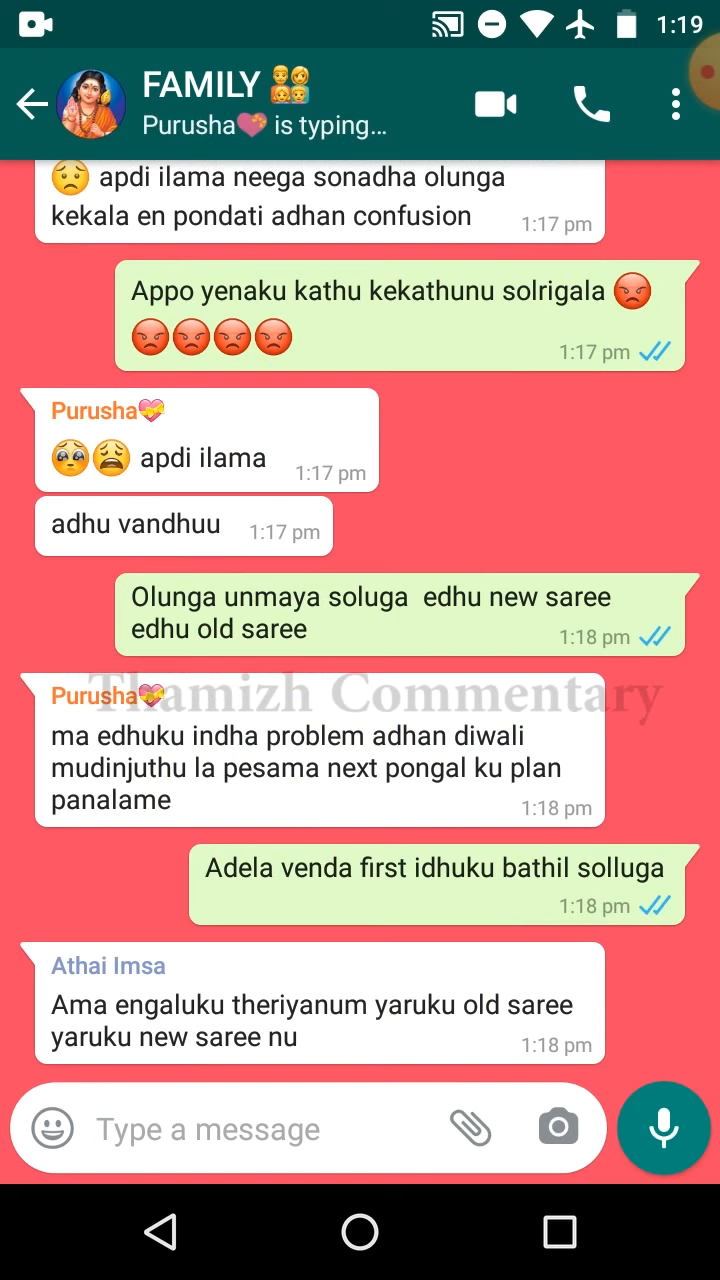 1:19
FAMILY 👨‍👩‍👧‍👦
Purusha💝 is typing...
😟 apdi ilama neega sonadha olunga
kekala en pondati adhan confusion 1:17 pm
Appo yenaku kathu kekathunu solrigala 😡
😡😡😡😡 1:17 pm
Purusha💝
🥺😩 apdi ilama 1:17 pm
adhu vandhuu 1:17 pm
Olunga unmaya soluga edhu new saree
edhu old saree 1:18 pm
Thamizh Commentary
Purusha💝
ma edhuku indha problem adhan diwali
mudinjuthu la pesama next pongal ku plan
panalame 1:18 pm
Adela venda first idhuku bathil solluga
1:18 pm
Athai Imsa
Ama engaluku theriyanum yaruku old saree
yaruku new saree nu 1:18 pm
Type a message